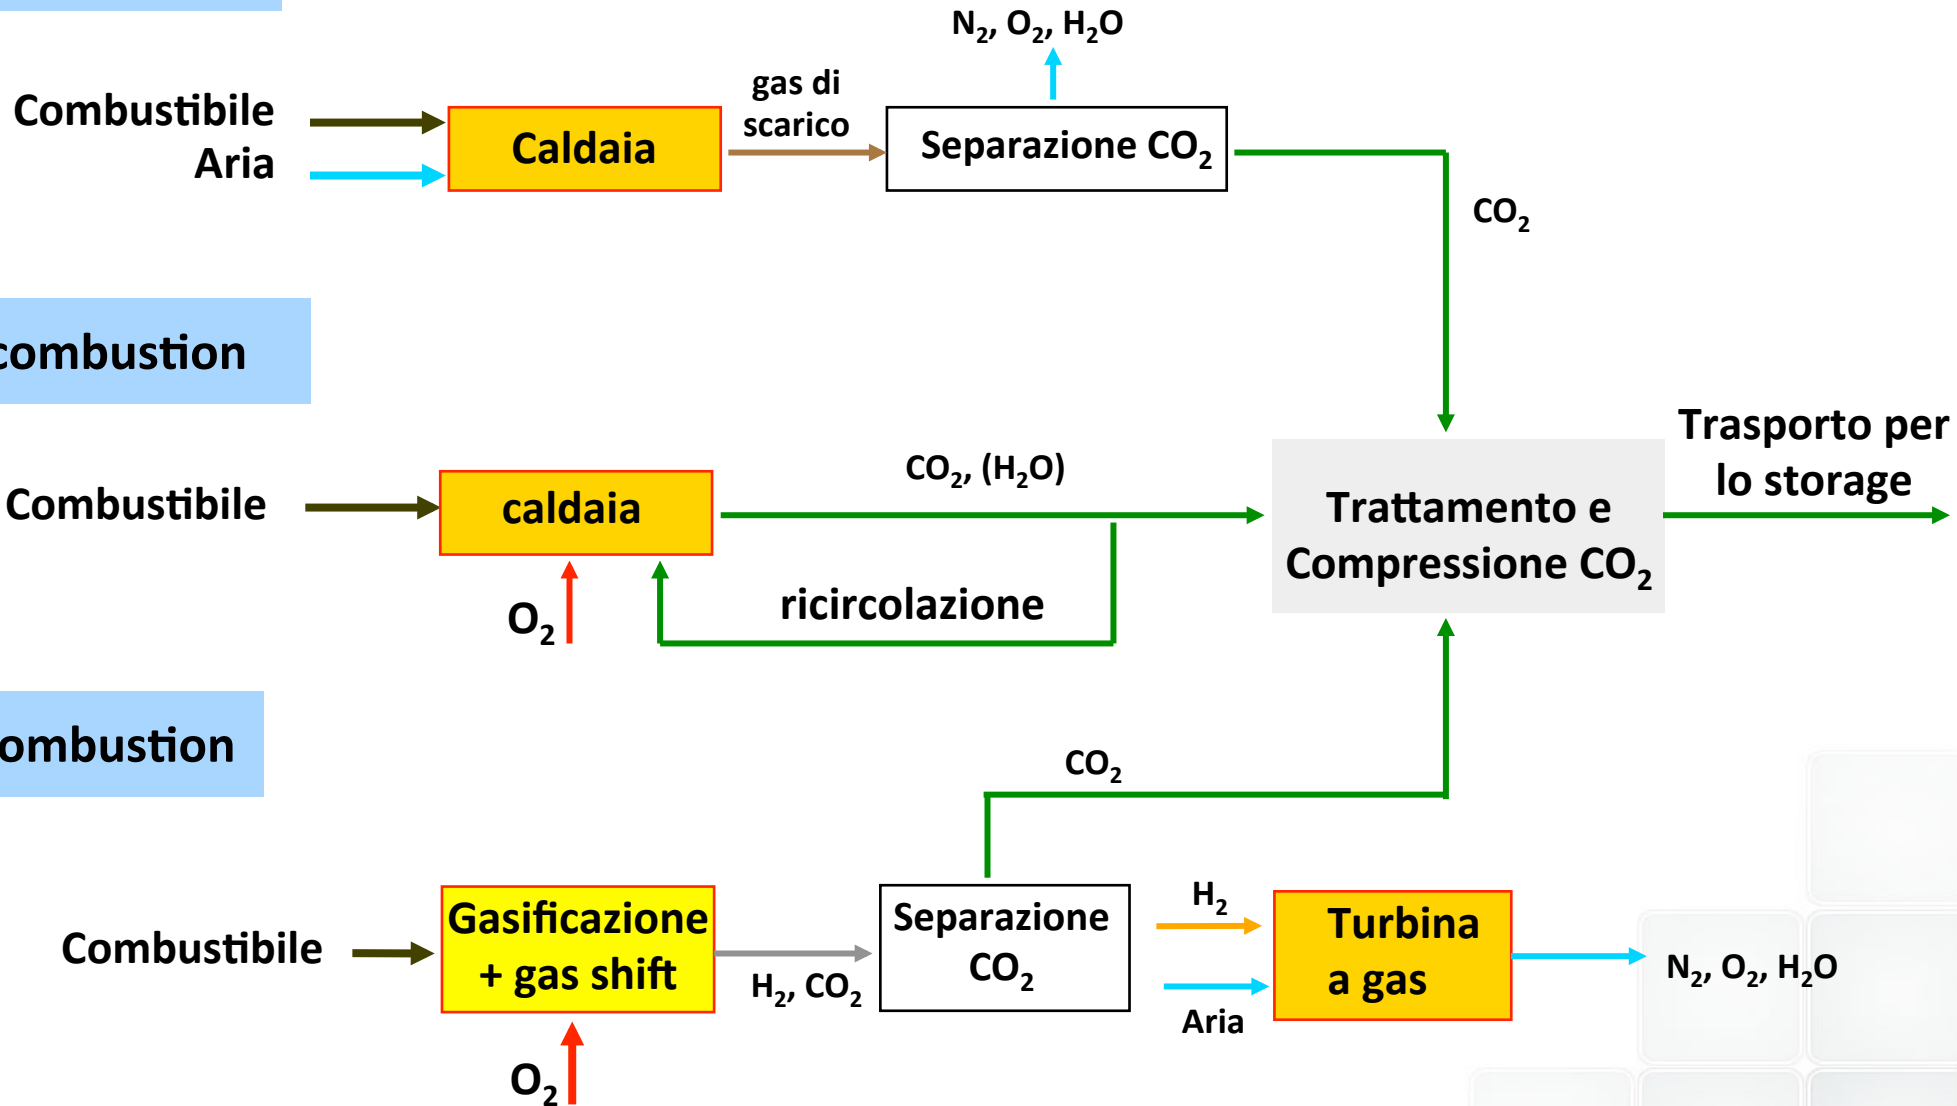 N₂, O₂, H₂O
gas di
scarico
Combustibile
Aria
Caldaia
Separazione CO₂
CO₂
combustion
Combustibile
caldaia
CO₂, (H₂O)
O₂
ricircolazione
Trattamento e
Compressione CO₂
Trasporto per
lo storage
ombustion
CO₂
Combustibile
Gasificazione
+ gas shift
O₂
H₂, CO₂
Separazione
CO₂
H₂
Aria
Turbina
a gas
N₂, O₂, H₂O